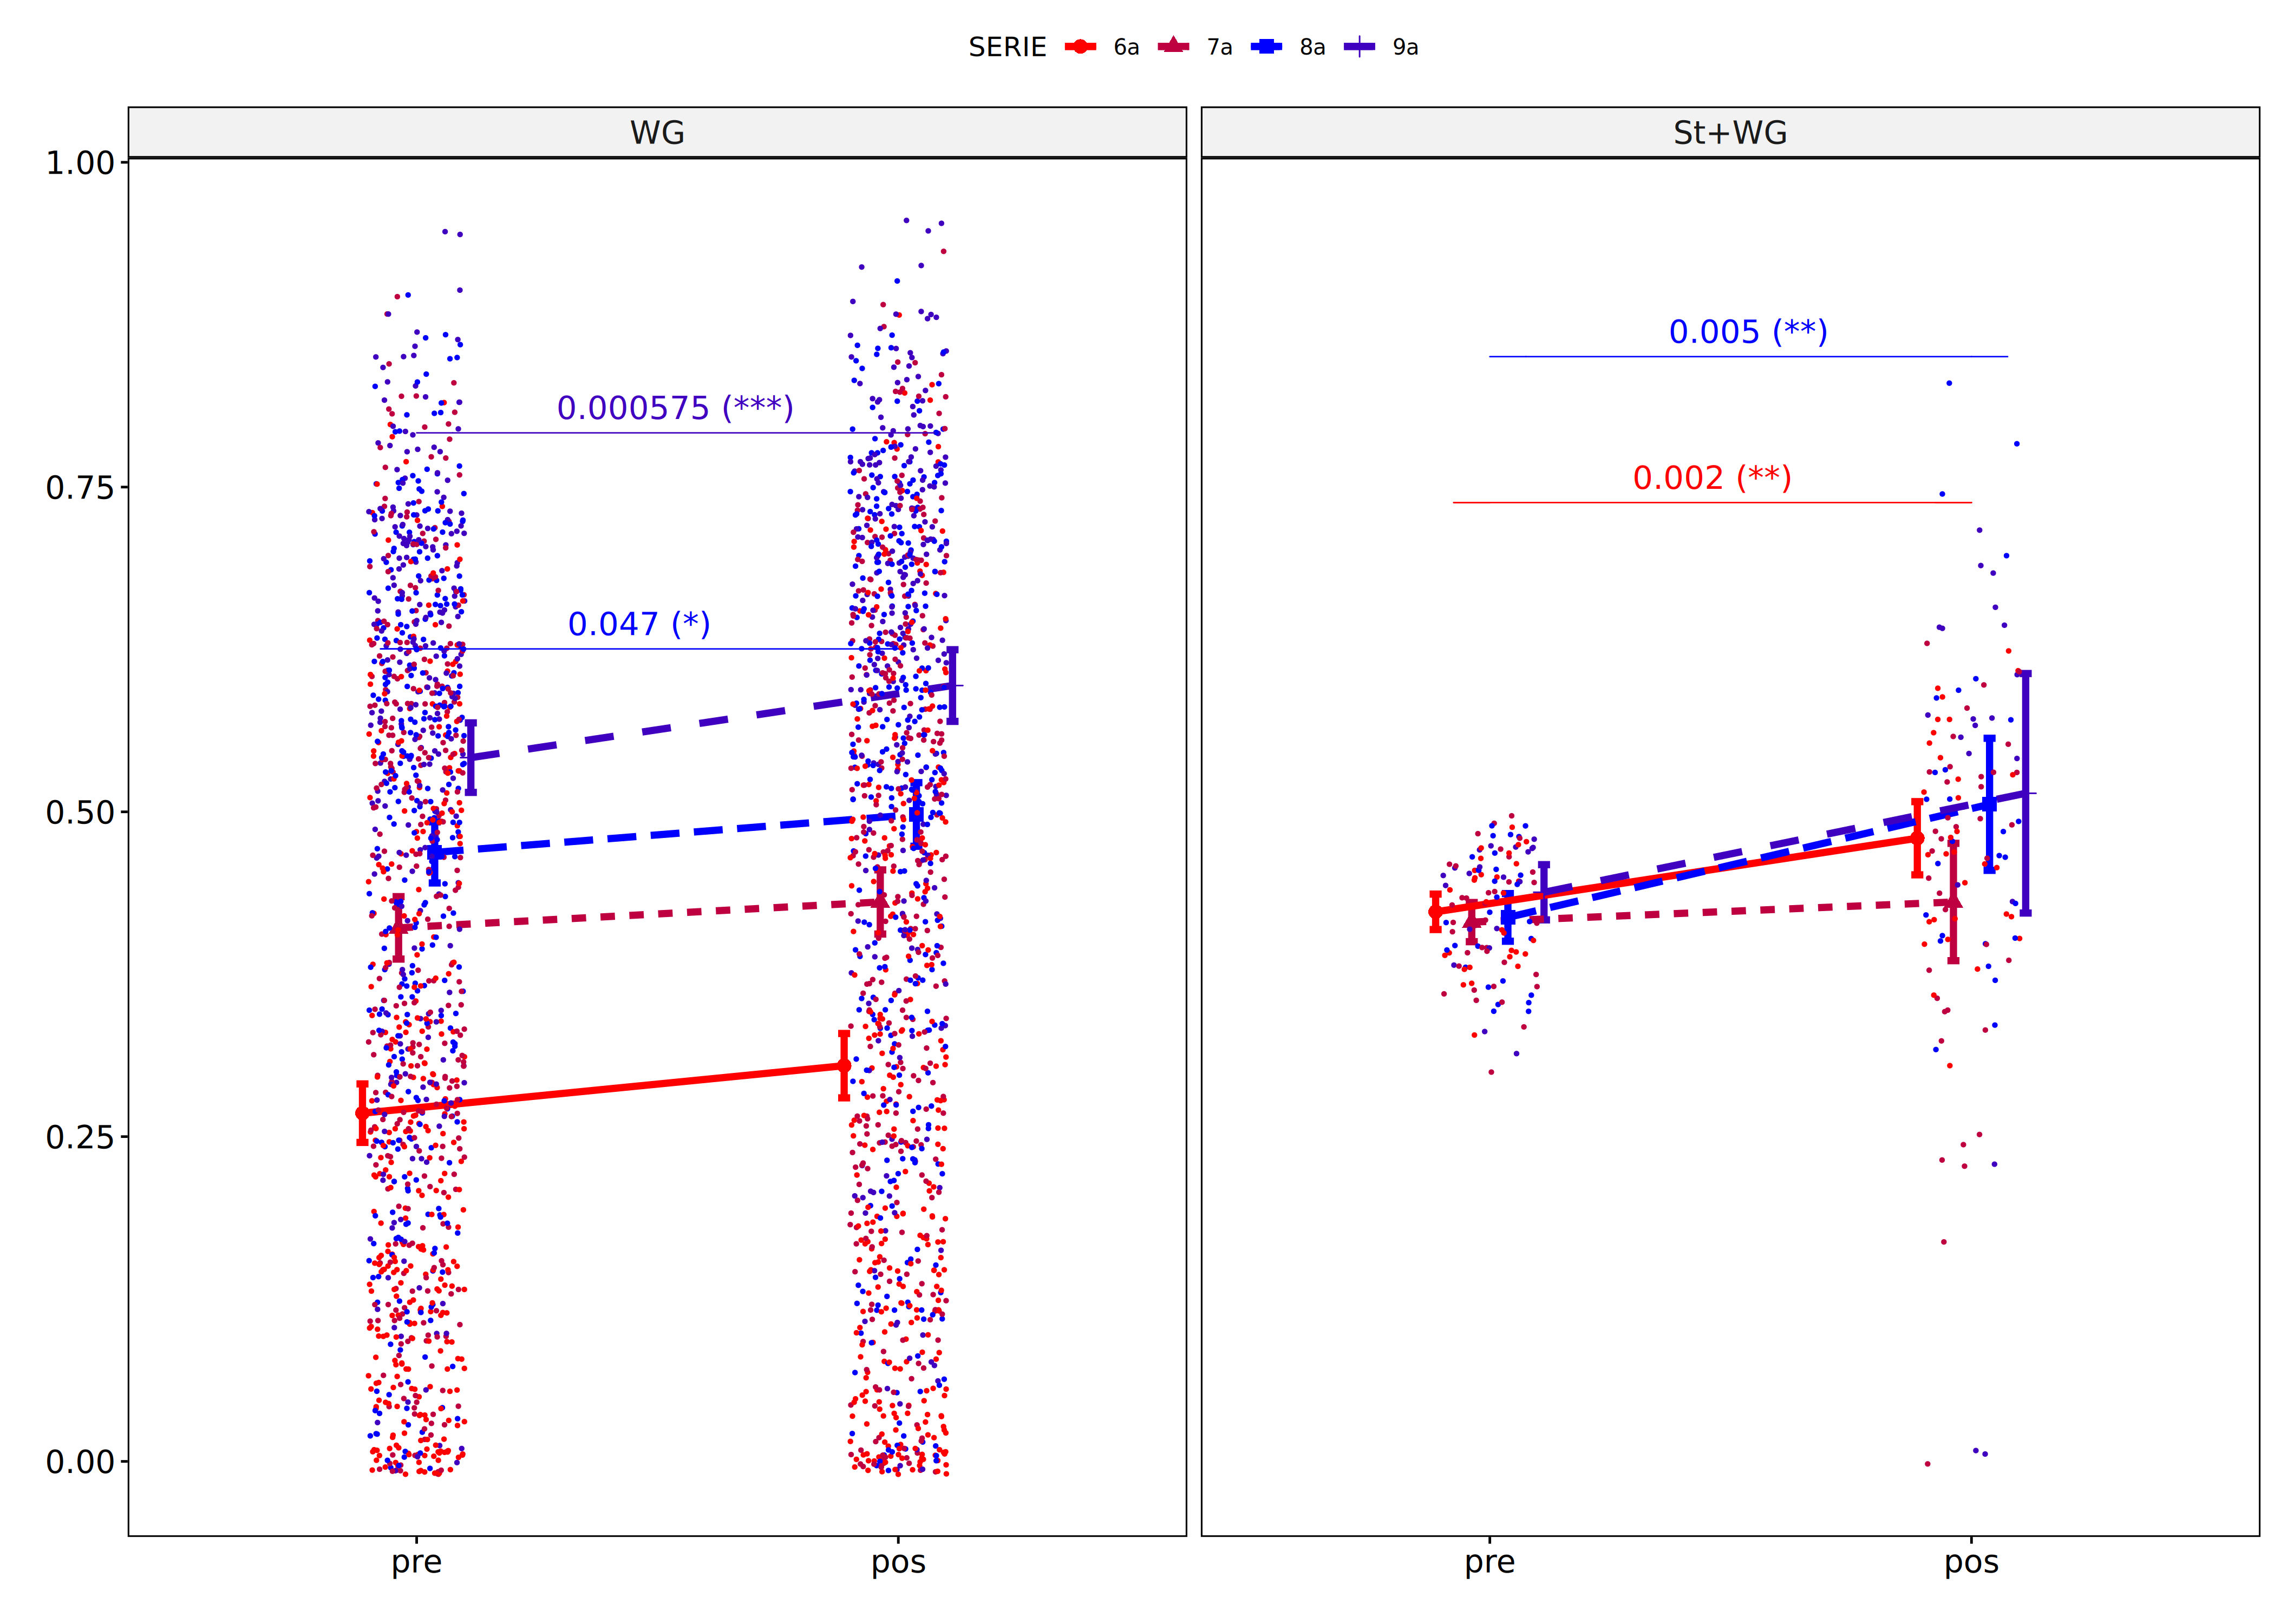 SERIE 6a 7a 8a 9a
WG
St+WG
1.00
0.75
0.50
0.25
0.00
0.000575 (***)
0.047 (*)
0.005 (**)
0.002 (**)
pre
pos
pre
pos